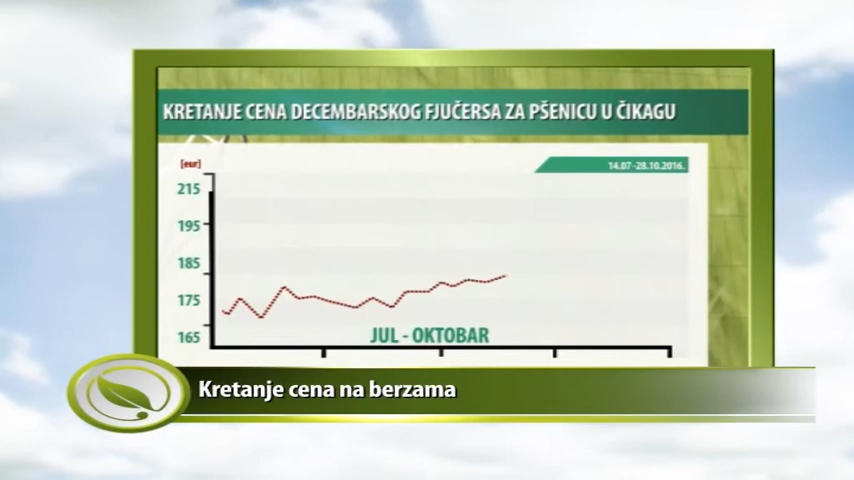 KRETANJE CENA DECEMBARSKOG FJUČERSA ZA PŠENICU U ČIKAGU
[eur]
14.07 -28.10.2016.
215
195
185
175
165
JUL - OKTOBAR
Kretanje cena na berzama